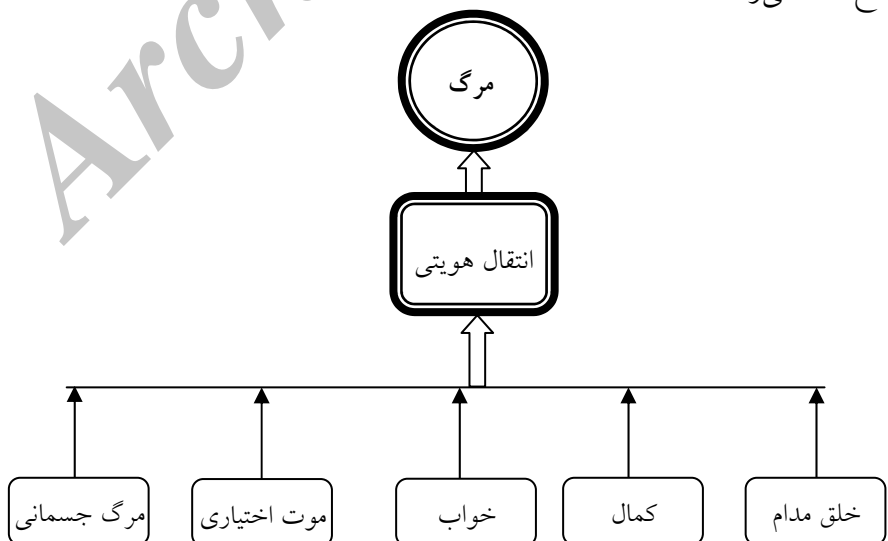 مرگ
انتقال هویتی
خلق مدام
کمال
خواب
موت اختیاری
مرگ جسمانی